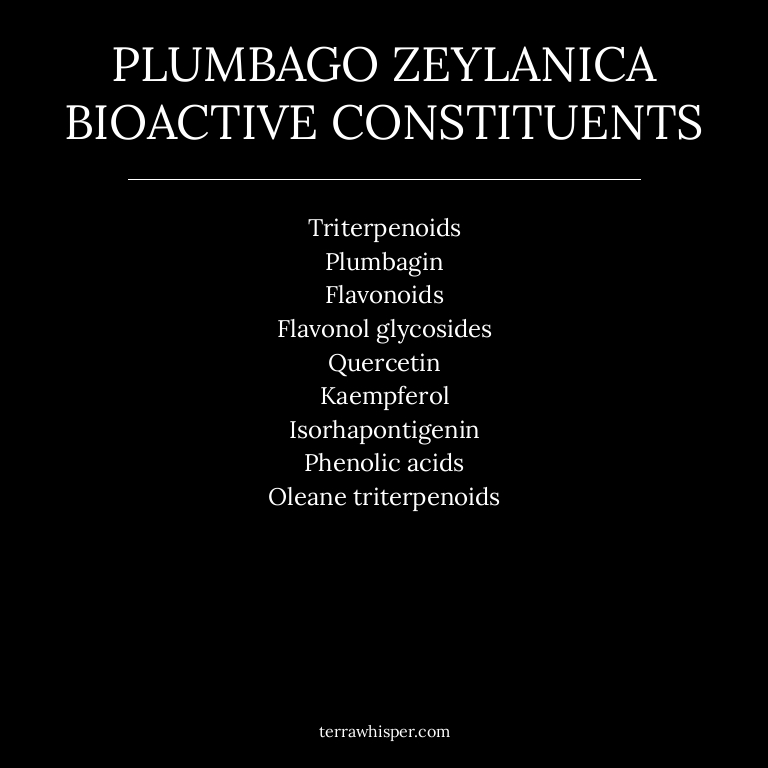 PLUMBAGO ZEYLANICA
BIOACTIVE CONSTITUENTS
Triterpenoids
Plumbagin
Flavonoids
Flavonol glycosides
Quercetin
Kaempferol
Isorhapontigenin
Phenolic acids
Oleane triterpenoids
terrawhisper.com